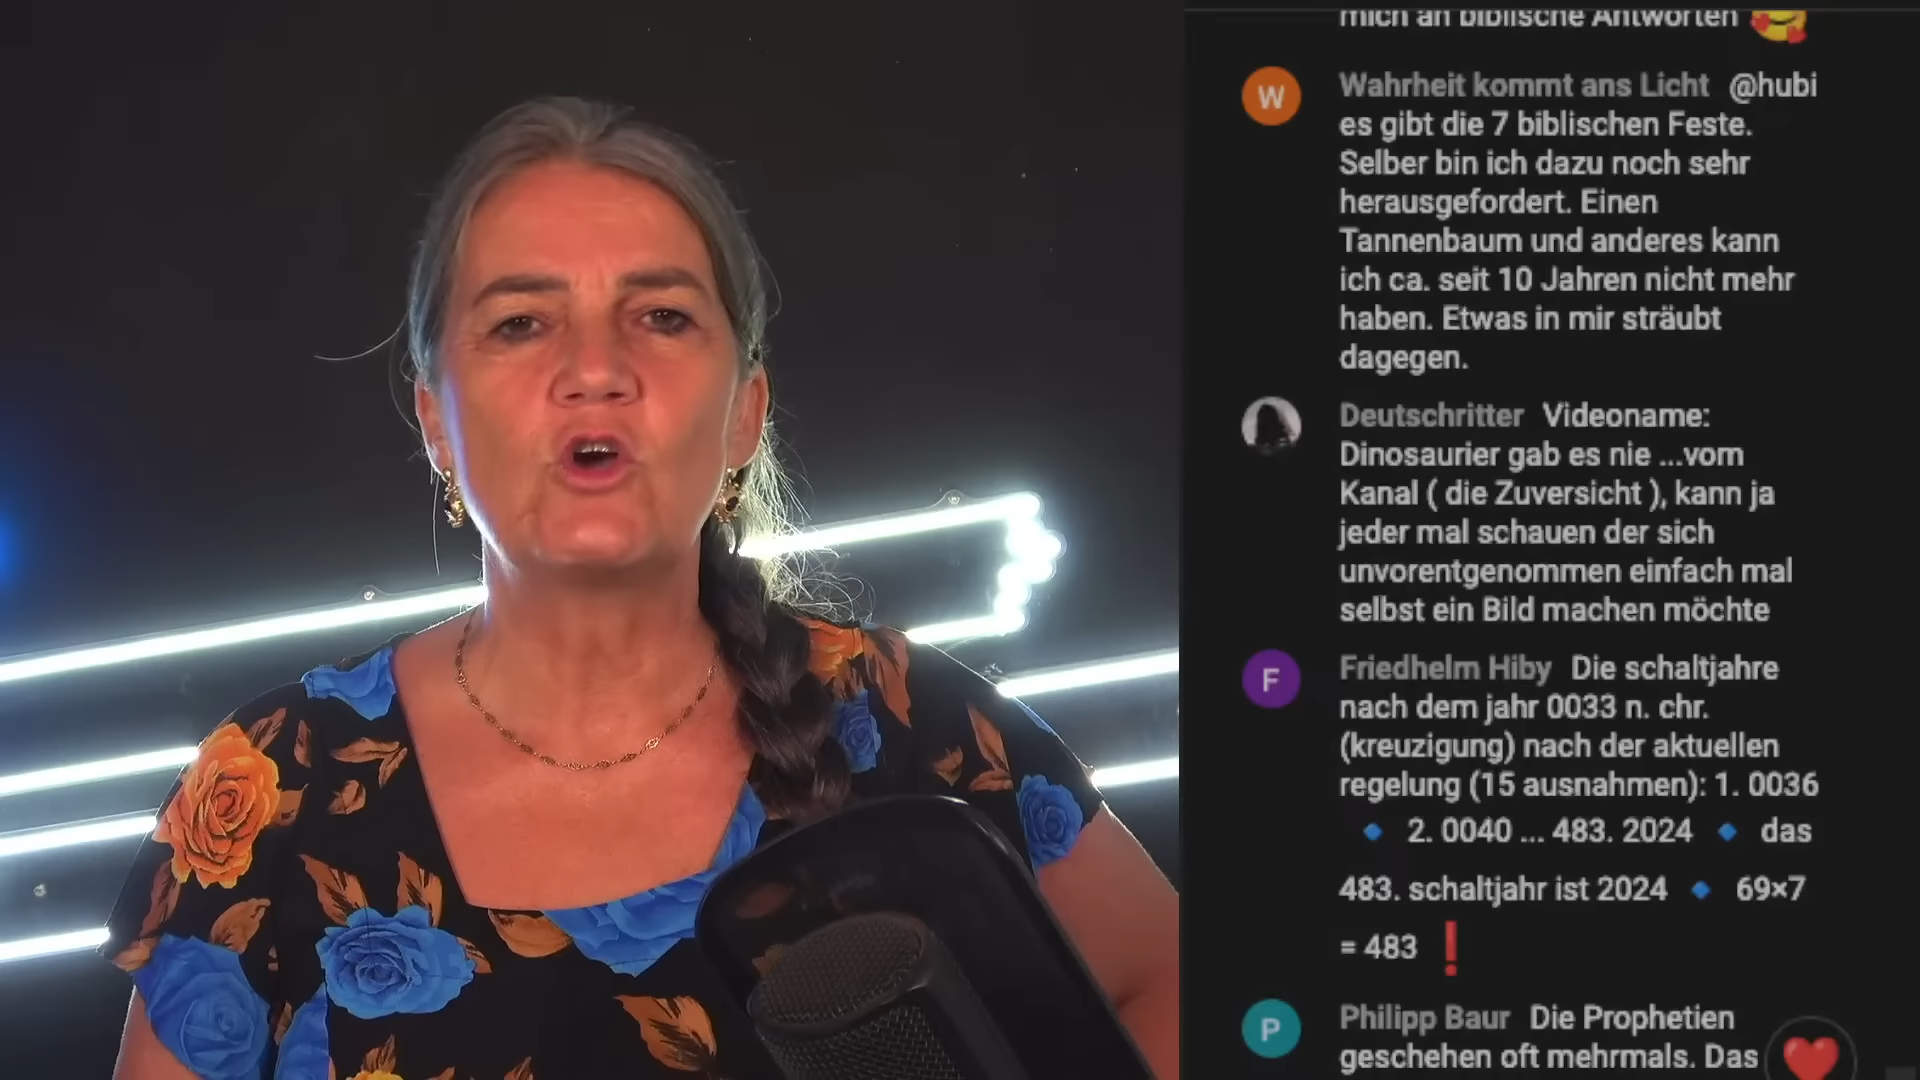 mich an biblische Antworten
Wahrheit kommt ans Licht @hubi
es gibt die 7 biblischen Feste.
Selber bin ich dazu noch sehr
herausgefordert. Einen
Tannenbaum und anderes kann
ich ca. seit 10 Jahren nicht mehr
haben. Etwas in mir sträubt
dagegen.
Deutschritter Videoname:
Dinosaurier gab es nie ...vom
Kanal ( die Zuversicht ), kann ja
jeder mal schauen der sich
unvorentgenommen einfach mal
selbst ein Bild machen möchte
Friedhelm Hiby Die schaltjahre
nach dem jahr 0033 n. chr.
(kreuzigung) nach der aktuellen
regelung (15 ausnahmen): 1. 0036
🔹 2. 0040 ... 483. 2024 🔹 das
483. schaltjahr ist 2024 🔹 69×7
= 483 ❗
Philipp Baur Die Prophetien
geschehen oft mehrmals. Das
W
F
P